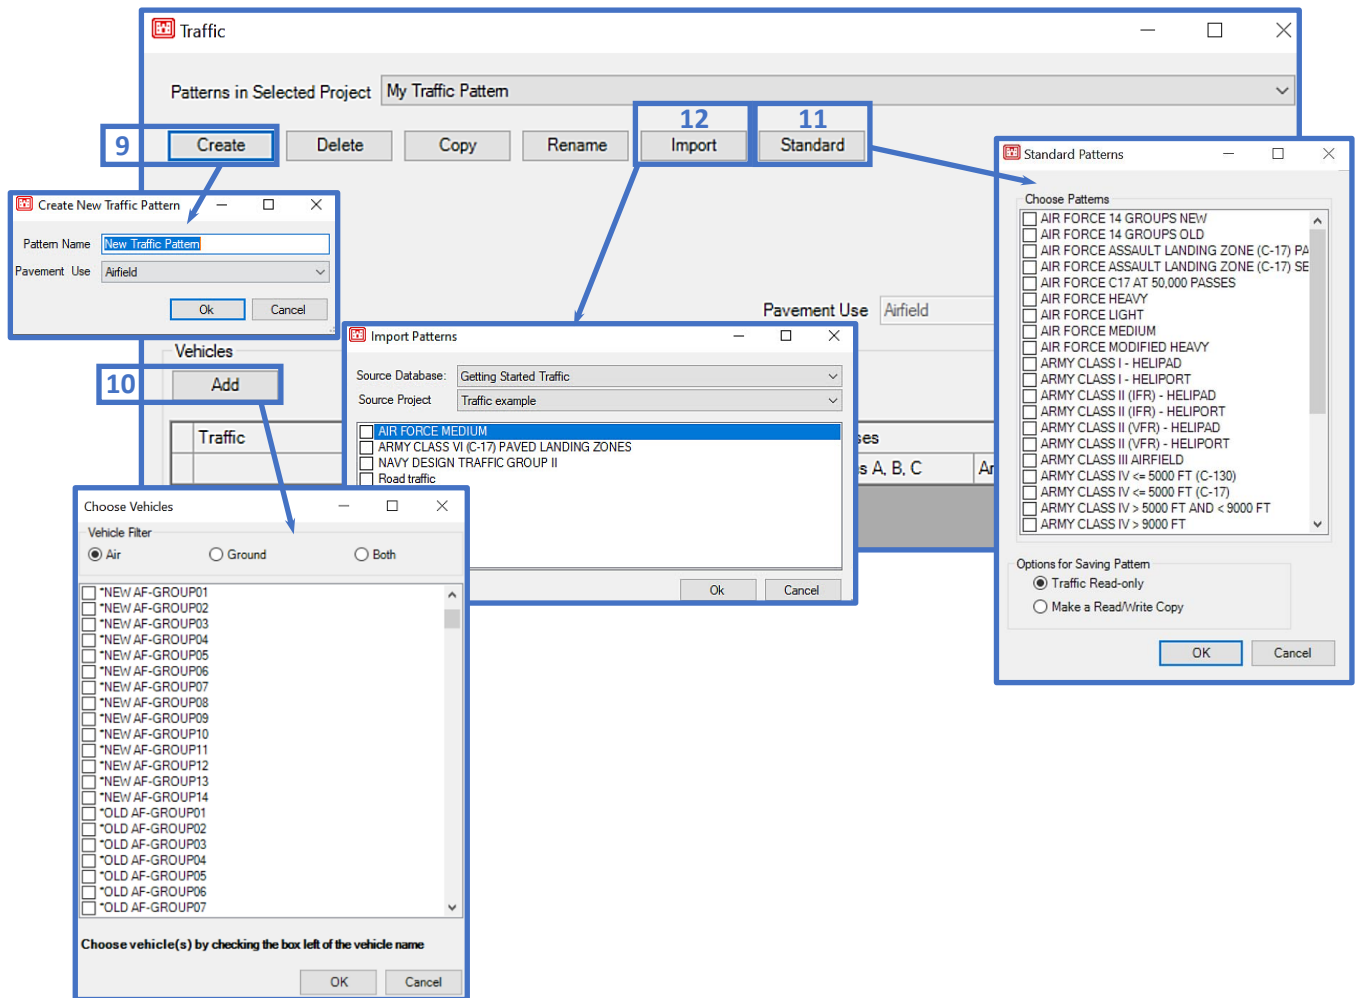 Traffic
Patterns in Selected Project My Traffic Pattern
12 11
9 Create Delete Copy Rename Import Standard
Create New Traffic Pattern
Pattern Name New Traffic Pattern
Pavement Use Airfield
Ok Cancel
Pavement Use Airfield
Vehicles
10 Add
Traffic
ses
s A, B, C Ar
Import Patterns
Source Database: Getting Started Traffic
Source Project Traffic example
AIR FORCE MEDIUM
ARMY CLASS VI (C-17) PAVED LANDING ZONES
NAVY DESIGN TRAFFIC GROUP II
Road traffic
Ok Cancel
Choose Vehicles
Vehicle Filter
Air Ground Both
*NEW AF-GROUP01
*NEW AF-GROUP02
*NEW AF-GROUP03
*NEW AF-GROUP04
*NEW AF-GROUP05
*NEW AF-GROUP06
*NEW AF-GROUP07
*NEW AF-GROUP08
*NEW AF-GROUP09
*NEW AF-GROUP10
*NEW AF-GROUP11
*NEW AF-GROUP12
*NEW AF-GROUP13
*NEW AF-GROUP14
*OLD AF-GROUP01
*OLD AF-GROUP02
*OLD AF-GROUP03
*OLD AF-GROUP04
*OLD AF-GROUP05
*OLD AF-GROUP06
*OLD AF-GROUP07
Choose vehicle(s) by checking the box left of the vehicle name
OK Cancel
Standard Patterns
Choose Patterns
AIR FORCE 14 GROUPS NEW
AIR FORCE 14 GROUPS OLD
AIR FORCE ASSAULT LANDING ZONE (C-17) PA
AIR FORCE ASSAULT LANDING ZONE (C-17) SE
AIR FORCE C17 AT 50,000 PASSES
AIR FORCE HEAVY
AIR FORCE LIGHT
AIR FORCE MEDIUM
AIR FORCE MODIFIED HEAVY
ARMY CLASS I - HELIPAD
ARMY CLASS I - HELIPORT
ARMY CLASS II (IFR) - HELIPAD
ARMY CLASS II (IFR) - HELIPORT
ARMY CLASS II (VFR) - HELIPAD
ARMY CLASS II (VFR) - HELIPORT
ARMY CLASS III AIRFIELD
ARMY CLASS IV <= 5000 FT (C-130)
ARMY CLASS IV <= 5000 FT (C-17)
ARMY CLASS IV > 5000 FT AND < 9000 FT
ARMY CLASS IV > 9000 FT
Options for Saving Pattern
Traffic Read-only
Make a Read/Write Copy
OK Cancel